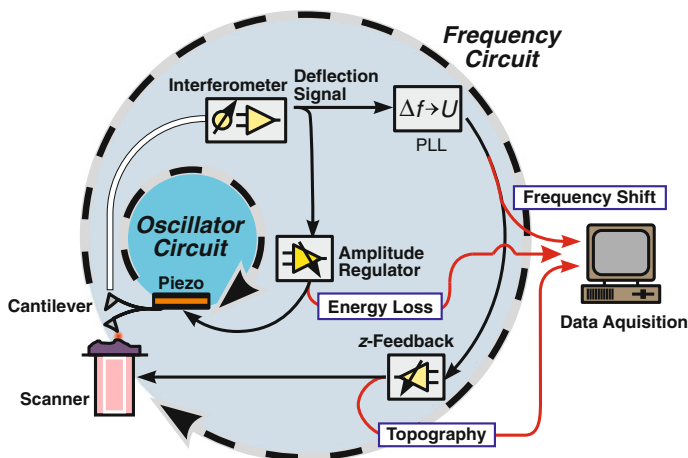 Frequency
Circuit
Interferometer
Deflection
Signal
Δf→U
PLL
Frequency Shift
Oscillator
Circuit
Amplitude
Regulator
Piezo
Cantilever
Energy Loss
Data Aquisition
z-Feedback
Scanner
Topography